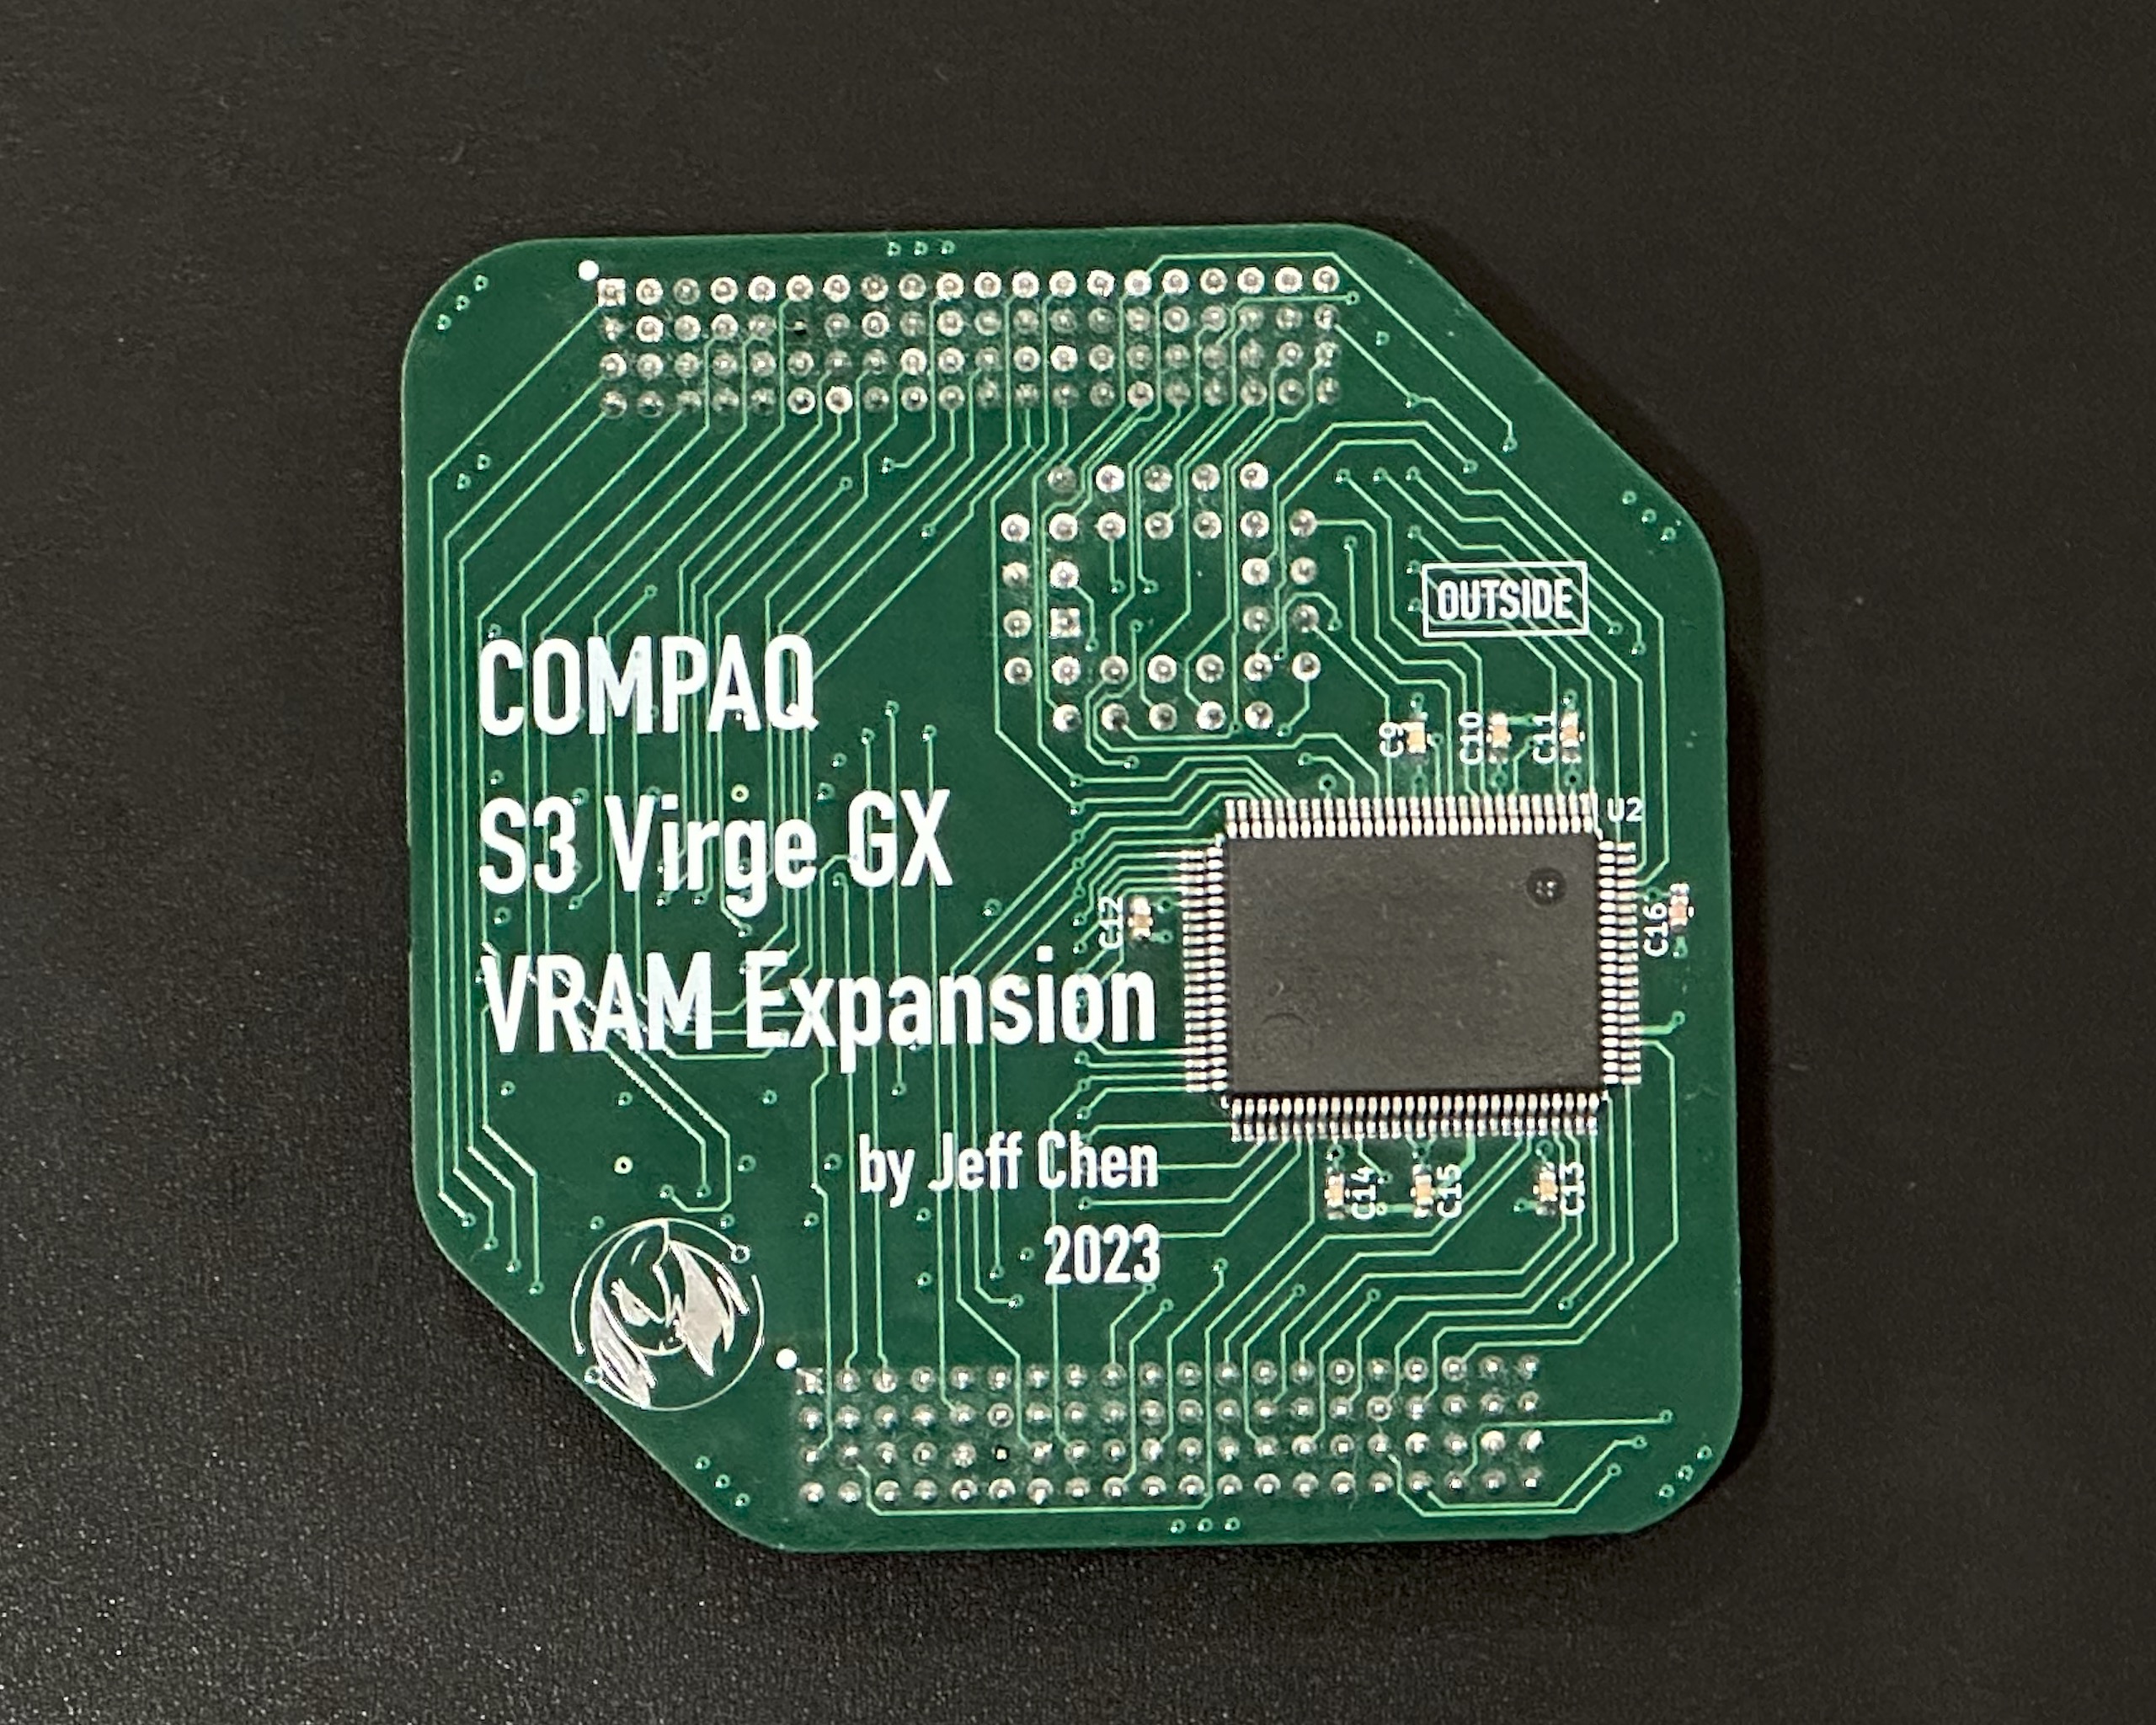 OUTSIDE
COMPAQ
C9 C10 C11
S3 Virge GX
U2
C12
C16
VRAM Expansion
by Jeff Chen
C14 C15 C13
2023